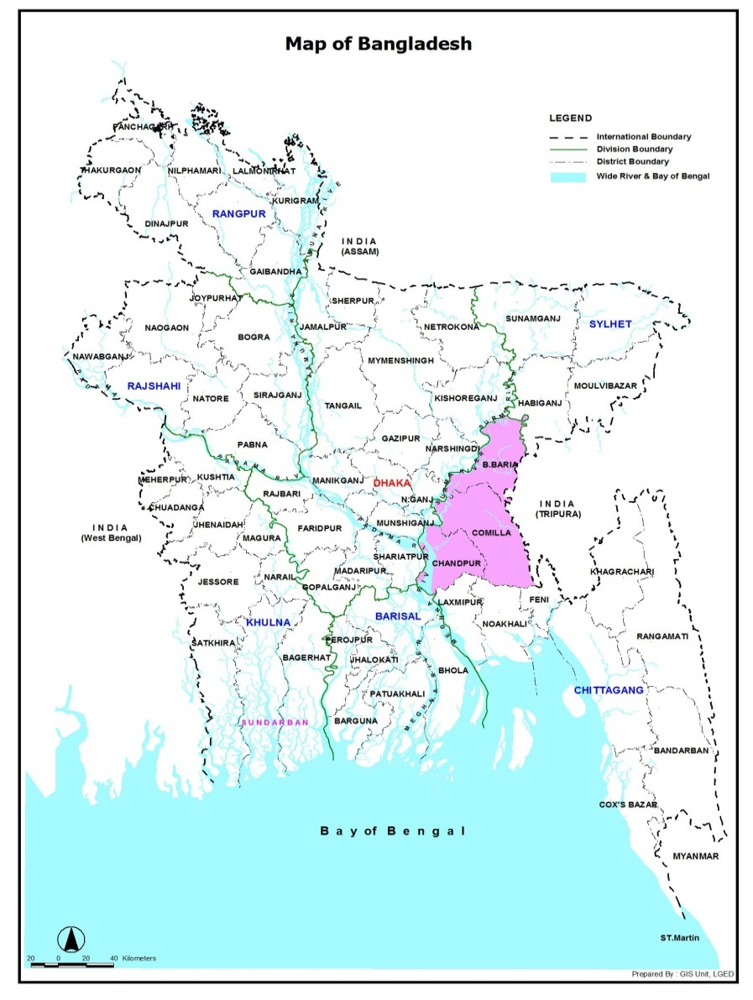 Map of Bangladesh
LEGEND
International Boundary
Division Boundary
District Boundary
Wide River & Bay of Bengal
PANCHAGARH
THAKURGAON
NILPHAMARI
LALMONIRHAT
KURIGRAM
DINAJPUR
RANGPUR
INDIA
(ASSAM)
GAIBANDHA
JOYPURHAT
SHERPUR
NAOGAON
BOGRA
JAMALPUR
NETROKONA
SUNAMGANJ
SYLHET
NAWABGANJ
MYMENSHINGH
RAJSHAHI
NATORE
SIRAJGANJ
TANGAIL
KISHOREGANJ
HABIGANJ
MOULVIBAZAR
PABNA
GAZIPUR
NARSHINGDI
B.BARIA
MEHERPUR
KUSHTIA
MANIKGANJ
DHAKA
RAJBARI
N.GANJ
CHUADANGA
JHENAIDAH
MAGURA
FARIDPUR
MUNSHIGANJ
COMILLA
INDIA
(TRIPURA)
INDIA
(West Bengal)
SHARIATPUR
CHANDPUR
MADARIPUR
JESSORE
NARAIL
GOPALGANJ
KHAGRACHARI
LAXMIPUR
FENI
KHULNA
BARISAL
NOAKHALI
SATKHIRA
PEROJPUR
RANGAMATI
BAGERHAT
JHALOKATI
BHOLA
PATUAKHALI
CHITTAGANG
SUNDARBAN
BARGUNA
BANDARBAN
COX'S BAZAR
Bay of Bengal
MYANMAR
ST.Martin
20 0 20 40 Kilometers
Prepared By : GIS Unit, LGED